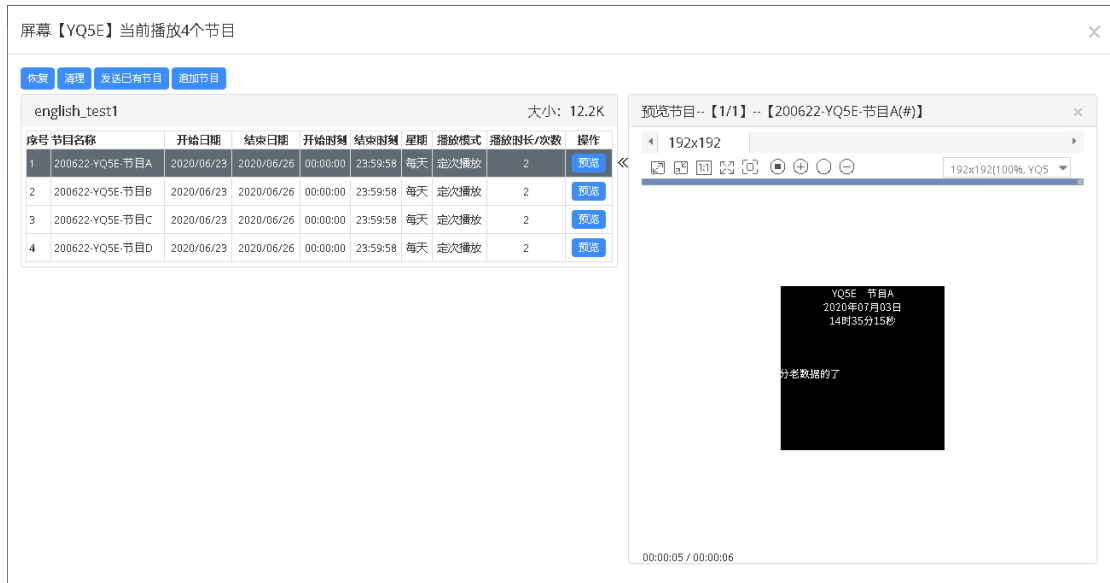 屏幕【YQ5E】当前播放4个节目
恢复 清理 发送已有节目 追加节目
english_test1 大小：12.2K
序号 节目名称 开始日期 结束日期 开始时刻 结束时刻 星期 播放模式 播放时长/次数 操作
1 200622-YQ5E-节目A 2020/06/23 2020/06/26 00:00:00 23:59:58 每天 定次播放 2 预览
2 200622-YQ5E-节目B 2020/06/23 2020/06/26 00:00:00 23:59:58 每天 定次播放 2 预览
3 200622-YQ5E-节目C 2020/06/23 2020/06/26 00:00:00 23:59:58 每天 定次播放 2 预览
4 200622-YQ5E-节目D 2020/06/23 2020/06/26 00:00:00 23:59:58 每天 定次播放 2 预览
预览节目--【1/1】--【200622-YQ5E-节目A(#)】
192x192
1:1
192x192(100%, YQ5
YQ5E 节目A
2020年07月03日
14时35分15秒
分老数据的了
00:00:05 / 00:00:06